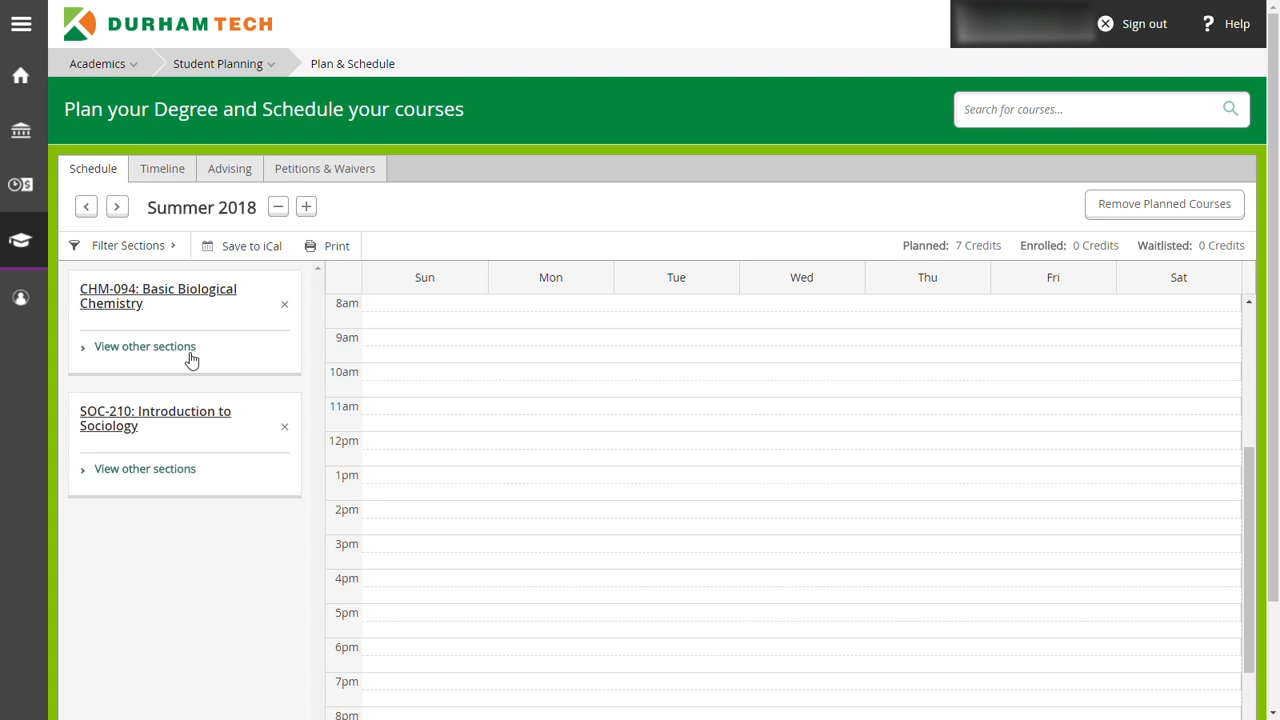 DURHAM TECH
Sign out
? Help
Academics
Student Planning
Plan & Schedule
Plan your Degree and Schedule your courses
Search for courses...
Schedule
Timeline
Advising
Petitions & Waivers
Summer 2018
Remove Planned Courses
Filter Sections
Save to iCal
Print
Planned: 7 Credits
Enrolled: 0 Credits
Waitlisted: 0 Credits
CHM-094: Basic Biological
Chemistry
View other sections
SOC-210: Introduction to
Sociology
View other sections
Sun
Mon
Tue
Wed
Thu
Fri
Sat
8am
9am
10am
11am
12pm
1pm
2pm
3pm
4pm
5pm
6pm
7pm
8pm